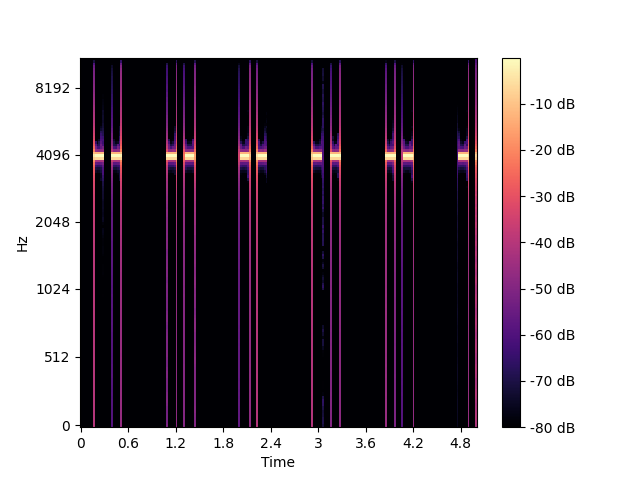 8192
4096
2048
1024
512
0
Hz
0 0.6 1.2 1.8 2.4 3 3.6 4.2 4.8
Time
-10 dB
-20 dB
-30 dB
-40 dB
-50 dB
-60 dB
-70 dB
-80 dB